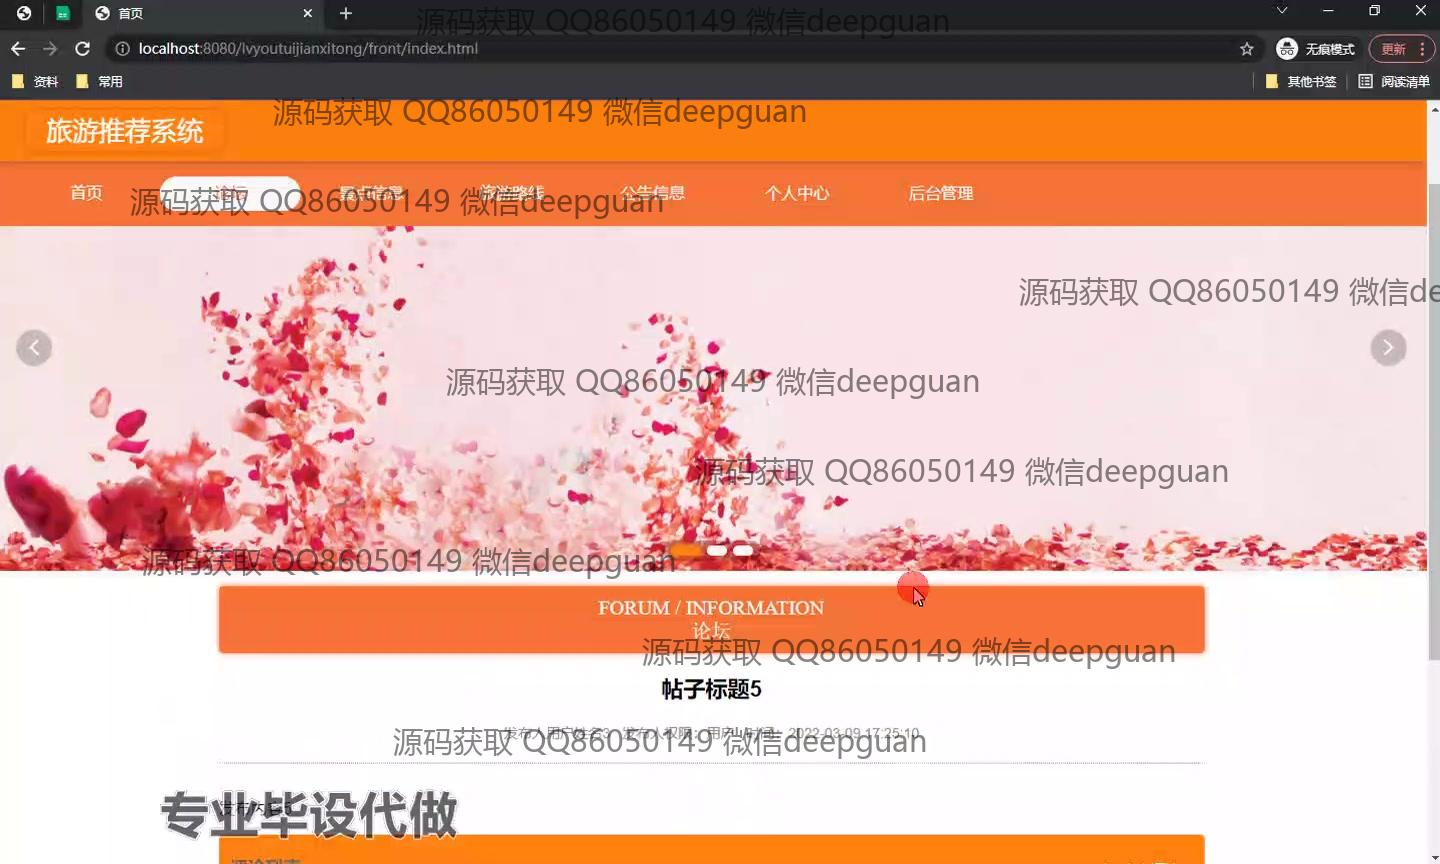 首页
源码获取 QQ86050149 微信deepguan
localhost:8080/lvyoutuijianxitong/front/index.html
无痕模式
更新
资料
常用
其他书签
阅读清单
源码获取 QQ86050149 微信deepguan
旅游推荐系统
首页
论坛
景点信息
旅游路线
公告信息
个人中心
后台管理
源码获取 QQ86050149 微信deepguan
源码获取 QQ86050149 微信de
源码获取 QQ86050149 微信deepguan
源码获取 QQ86050149 微信deepguan
源码获取 QQ86050149 微信deepguan
FORUM / INFORMATION
论坛
源码获取 QQ86050149 微信deepguan
帖子标题5
发布人用户姓名3 发布人权限：用户 时间：2022-03-09 17:25:10
源码获取 QQ86050149 微信deepguan
发布内容5
专业毕设代做
评论列表